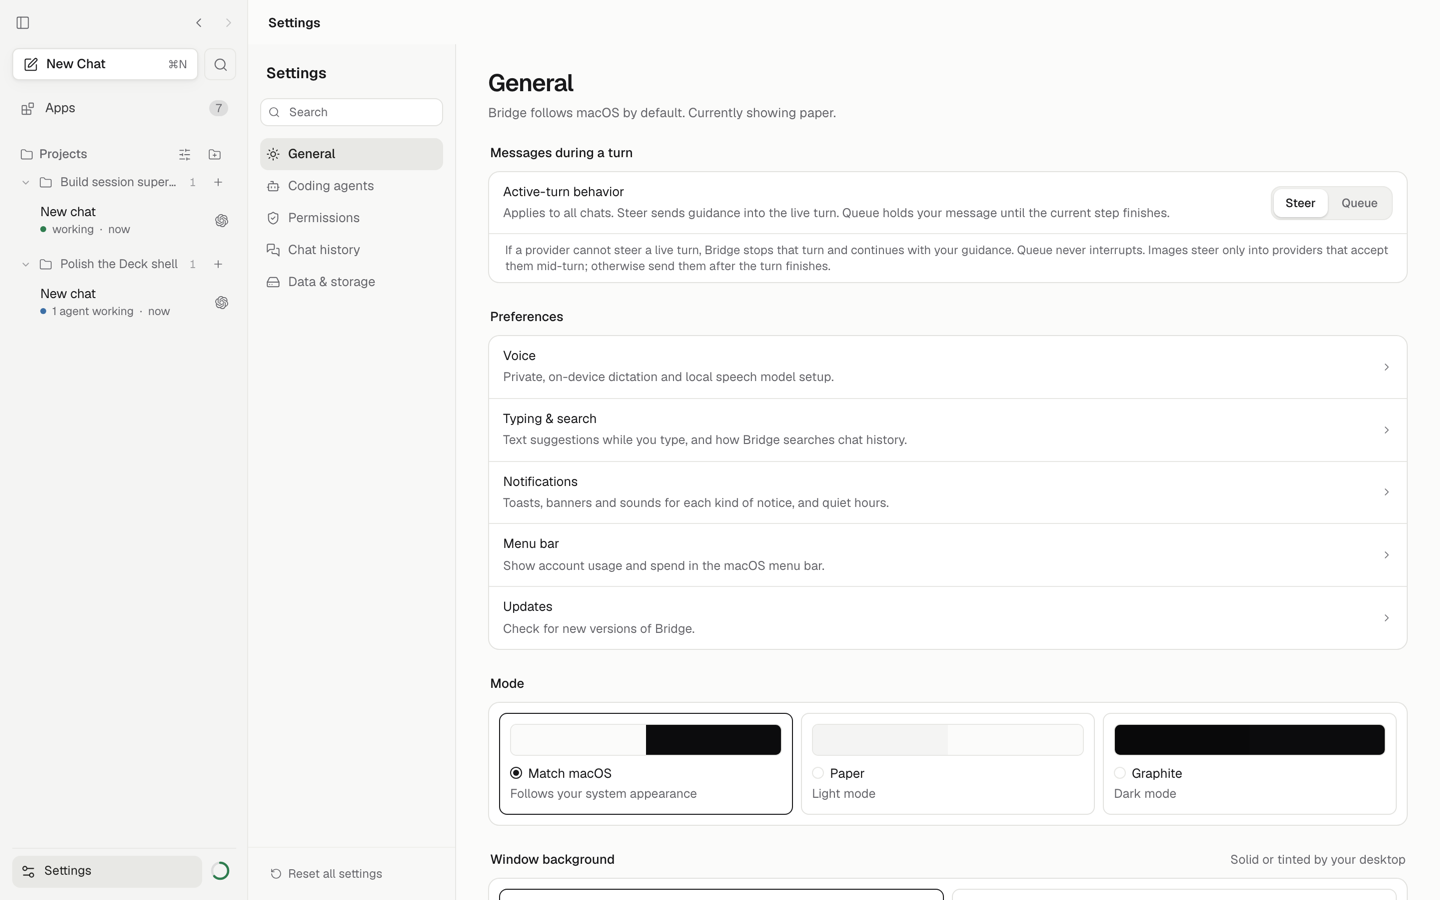 Settings
New Chat
⌘N
Apps
7
Projects
Build session super...
1
New chat
working · now
Polish the Deck shell
1
New chat
1 agent working · now
Settings
Settings
Search
General
Coding agents
Permissions
Chat history
Data & storage
Reset all settings
General
Bridge follows macOS by default. Currently showing paper.
Messages during a turn
Active-turn behavior
Applies to all chats. Steer sends guidance into the live turn. Queue holds your message until the current step finishes.
Steer
Queue
If a provider cannot steer a live turn, Bridge stops that turn and continues with your guidance. Queue never interrupts. Images steer only into providers that accept
them mid-turn; otherwise send them after the turn finishes.
Preferences
Voice
Private, on-device dictation and local speech model setup.
Typing & search
Text suggestions while you type, and how Bridge searches chat history.
Notifications
Toasts, banners and sounds for each kind of notice, and quiet hours.
Menu bar
Show account usage and spend in the macOS menu bar.
Updates
Check for new versions of Bridge.
Mode
Match macOS
Follows your system appearance
Paper
Light mode
Graphite
Dark mode
Window background
Solid or tinted by your desktop